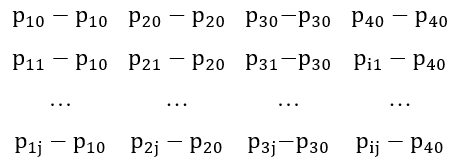 p₁₀ − p₁₀ p₂₀ − p₂₀ p₃₀−p₃₀ p₄₀ − p₄₀
p₁₁ − p₁₀ p₂₁ − p₂₀ p₃₁−p₃₀ pᵢ₁ − p₄₀
… … … …
p₁ⱼ − p₁₀ p₂ⱼ − p₂₀ p₃ⱼ−p₃₀ pᵢⱼ − p₄₀